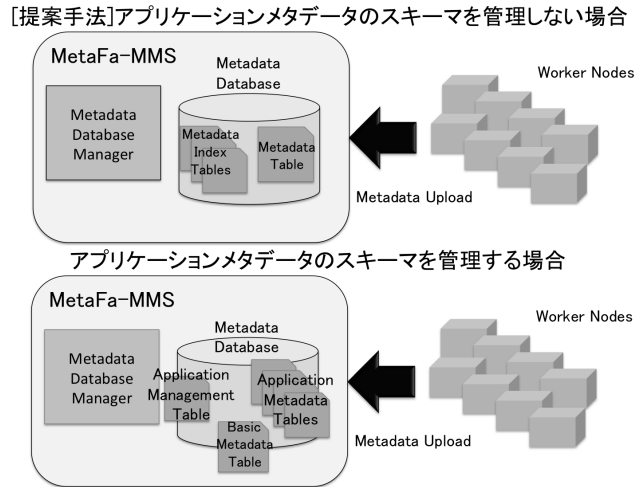 [提案手法]アプリケーションメタデータのスキーマを管理しない場合
MetaFa-MMS
Metadata
Database
Worker Nodes
Metadata
Database
Manager
Metadata
Index
Tables
Metadata
Table
Metadata Upload
アプリケーションメタデータのスキーマを管理する場合
MetaFa-MMS
Metadata
Database
Worker Nodes
Metadata
Database
Manager
Application
Management
Table
Application
Metadata
Tables
Basic
Metadata
Table
Metadata Upload